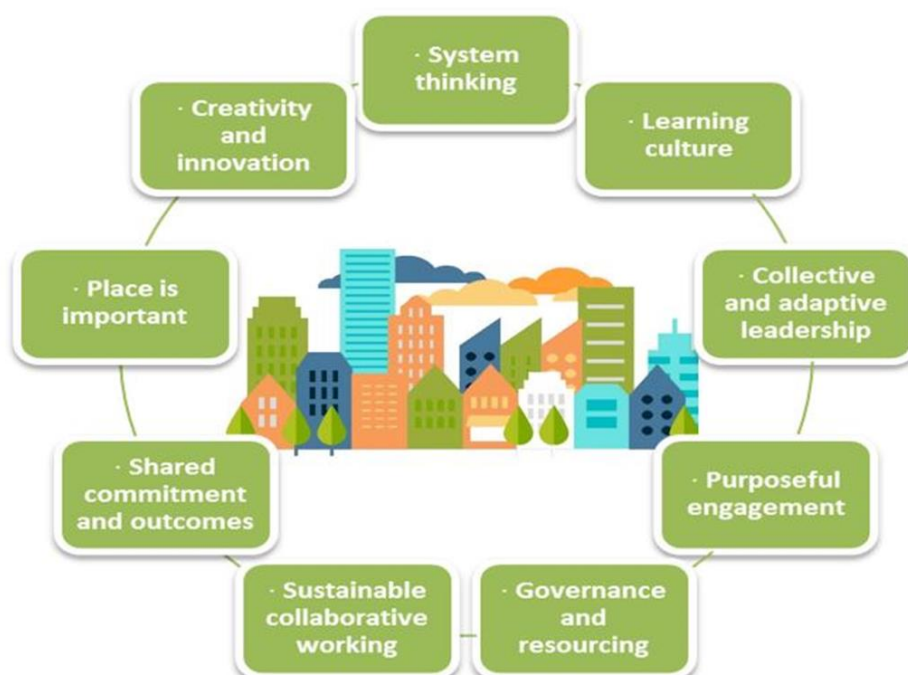 · System
thinking
· Learning
culture
· Collective
and adaptive
leadership
· Purposeful
engagement
· Governance
and
resourcing
· Sustainable
collaborative
working
· Shared
commitment
and outcomes
· Place is
important
· Creativity
and
innovation